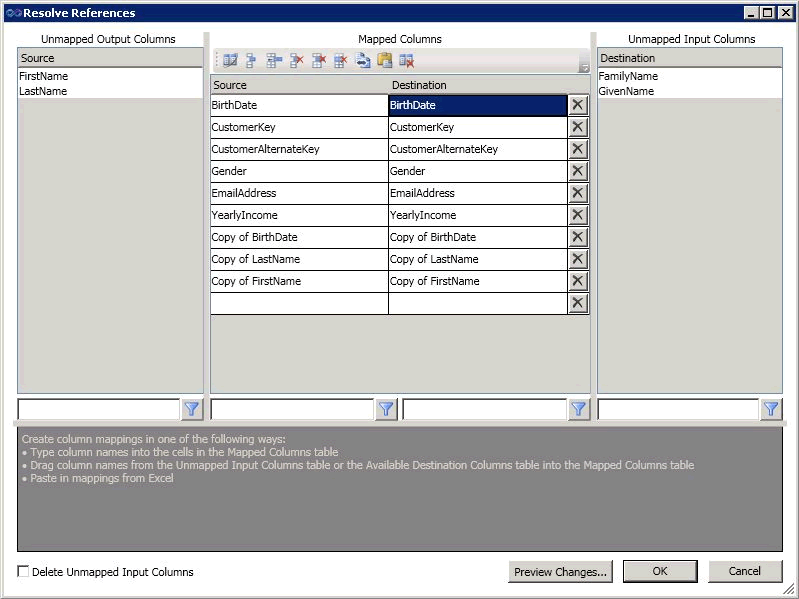 Resolve References
Unmapped Output Columns
Source
FirstName
LastName
Mapped Columns
Source Destination
BirthDate BirthDate
CustomerKey CustomerKey
CustomerAlternateKey CustomerAlternateKey
Gender Gender
EmailAddress EmailAddress
YearlyIncome YearlyIncome
Copy of BirthDate Copy of BirthDate
Copy of LastName Copy of LastName
Copy of FirstName Copy of FirstName
Unmapped Input Columns
Destination
FamilyName
GivenName
Create column mappings in one of the following ways:
• Type column names into the cells in the Mapped Columns table
• Drag column names from the Unmapped Input Columns table or the Available Destination Columns table into the Mapped Columns table
• Paste in mappings from Excel
Delete Unmapped Input Columns
Preview Changes...
OK
Cancel